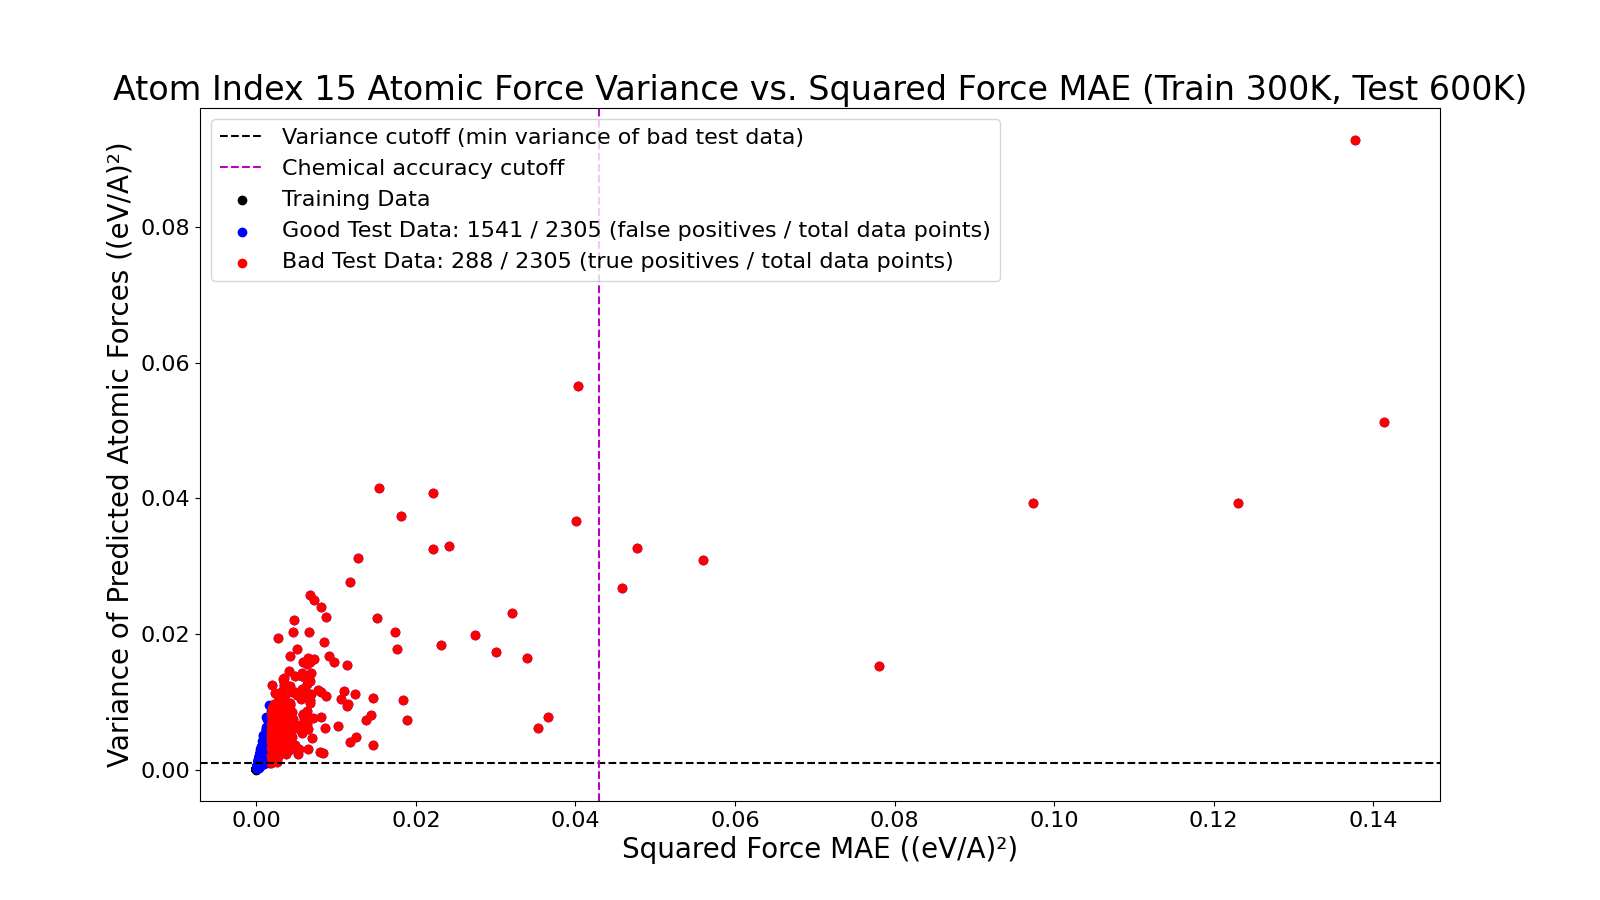 Atom Index 15 Atomic Force Variance vs. Squared Force MAE (Train 300K, Test 600K)
Variance cutoff (min variance of bad test data)
Chemical accuracy cutoff
Training Data
Good Test Data: 1541 / 2305 (false positives / total data points)
Bad Test Data: 288 / 2305 (true positives / total data points)
Variance of Predicted Atomic Forces ((eV/A)²)
0.08
0.06
0.04
0.02
0.00
0.00 0.02 0.04 0.06 0.08 0.10 0.12 0.14
Squared Force MAE ((eV/A)²)